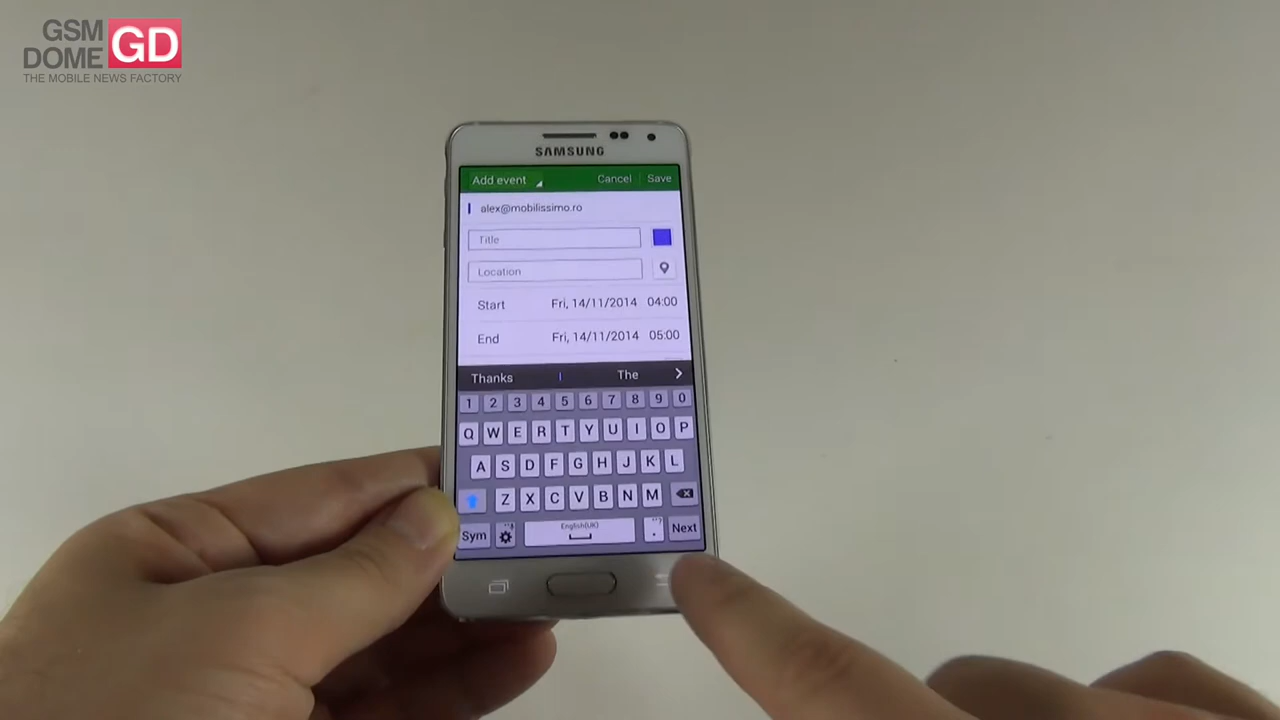 GSM
DOME GD
THE MOBILE NEWS FACTORY
SAMSUNG
Add event Cancel Save
alex@mobilissimo.ro
Title
Location
Start Fri, 14/11/2014 04:00
End Fri, 14/11/2014 05:00
Thanks I The >
1 2 3 4 5 6 7 8 9 0
Q W E R T Y U I O P
A S D F G H J K L
Z X C V B N M
Sym English(UK) . Next